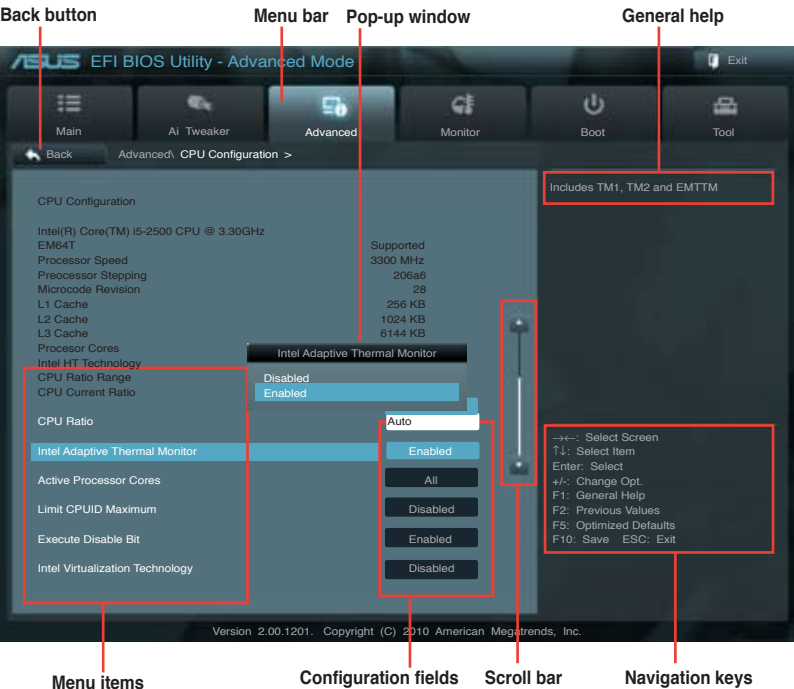 Back button Menu bar Pop-up window General help
ASUS EFI BIOS Utility - Advanced Mode Exit
Main Ai Tweaker Advanced Monitor Boot Tool
Back Advanced\ CPU Configuration >
Includes TM1, TM2 and EMTTM
CPU Configuration
Intel(R) Core(TM) i5-2500 CPU @ 3.30GHz
EM64T Supported
Processor Speed 3300 MHz
Preocessor Stepping 206a6
Microcode Revision 28
L1 Cache 256 KB
L2 Cache 1024 KB
L3 Cache 6144 KB
Procesor Cores
Intel HT Technology
CPU Ratio Range
CPU Current Ratio
Intel Adaptive Thermal Monitor
Disabled
Enabled
CPU Ratio Auto
Intel Adaptive Thermal Monitor Enabled
Active Processor Cores All
Limit CPUID Maximum Disabled
Execute Disable Bit Enabled
Intel Virtualization Technology Disabled
→←: Select Screen
↑↓: Select Item
Enter: Select
+/-: Change Opt.
F1: General Help
F2: Previous Values
F5: Optimized Defaults
F10: Save ESC: Exit
Version 2.00.1201. Copyright (C) 2010 American Megatrends, Inc.
Menu items Configuration fields Scroll bar Navigation keys